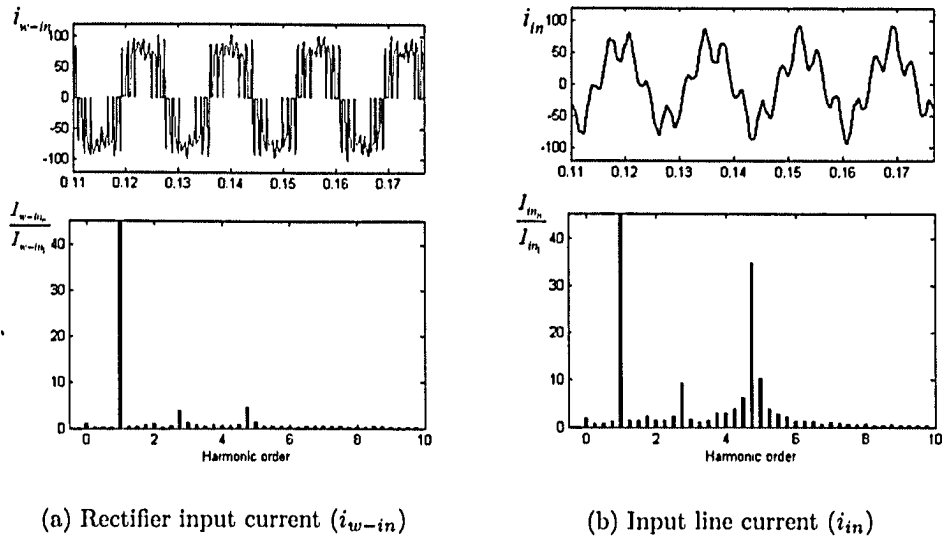 i_{w-in}
100
50
0
-50
-100
0.11 0.12 0.13 0.14 0.15 0.16 0.17
I_{w-in_n}
I_{w-in_1}
40
30
20
10
0
0 2 4 6 8 10
Harmonic order
(a) Rectifier input current (i_{w-in})
i_{in}
100
50
0
-50
-100
0.11 0.12 0.13 0.14 0.15 0.16 0.17
I_{in_n}
I_{in_1}
40
30
20
10
0
0 2 4 6 8 10
Harmonic order
(b) Input line current (i_{in})